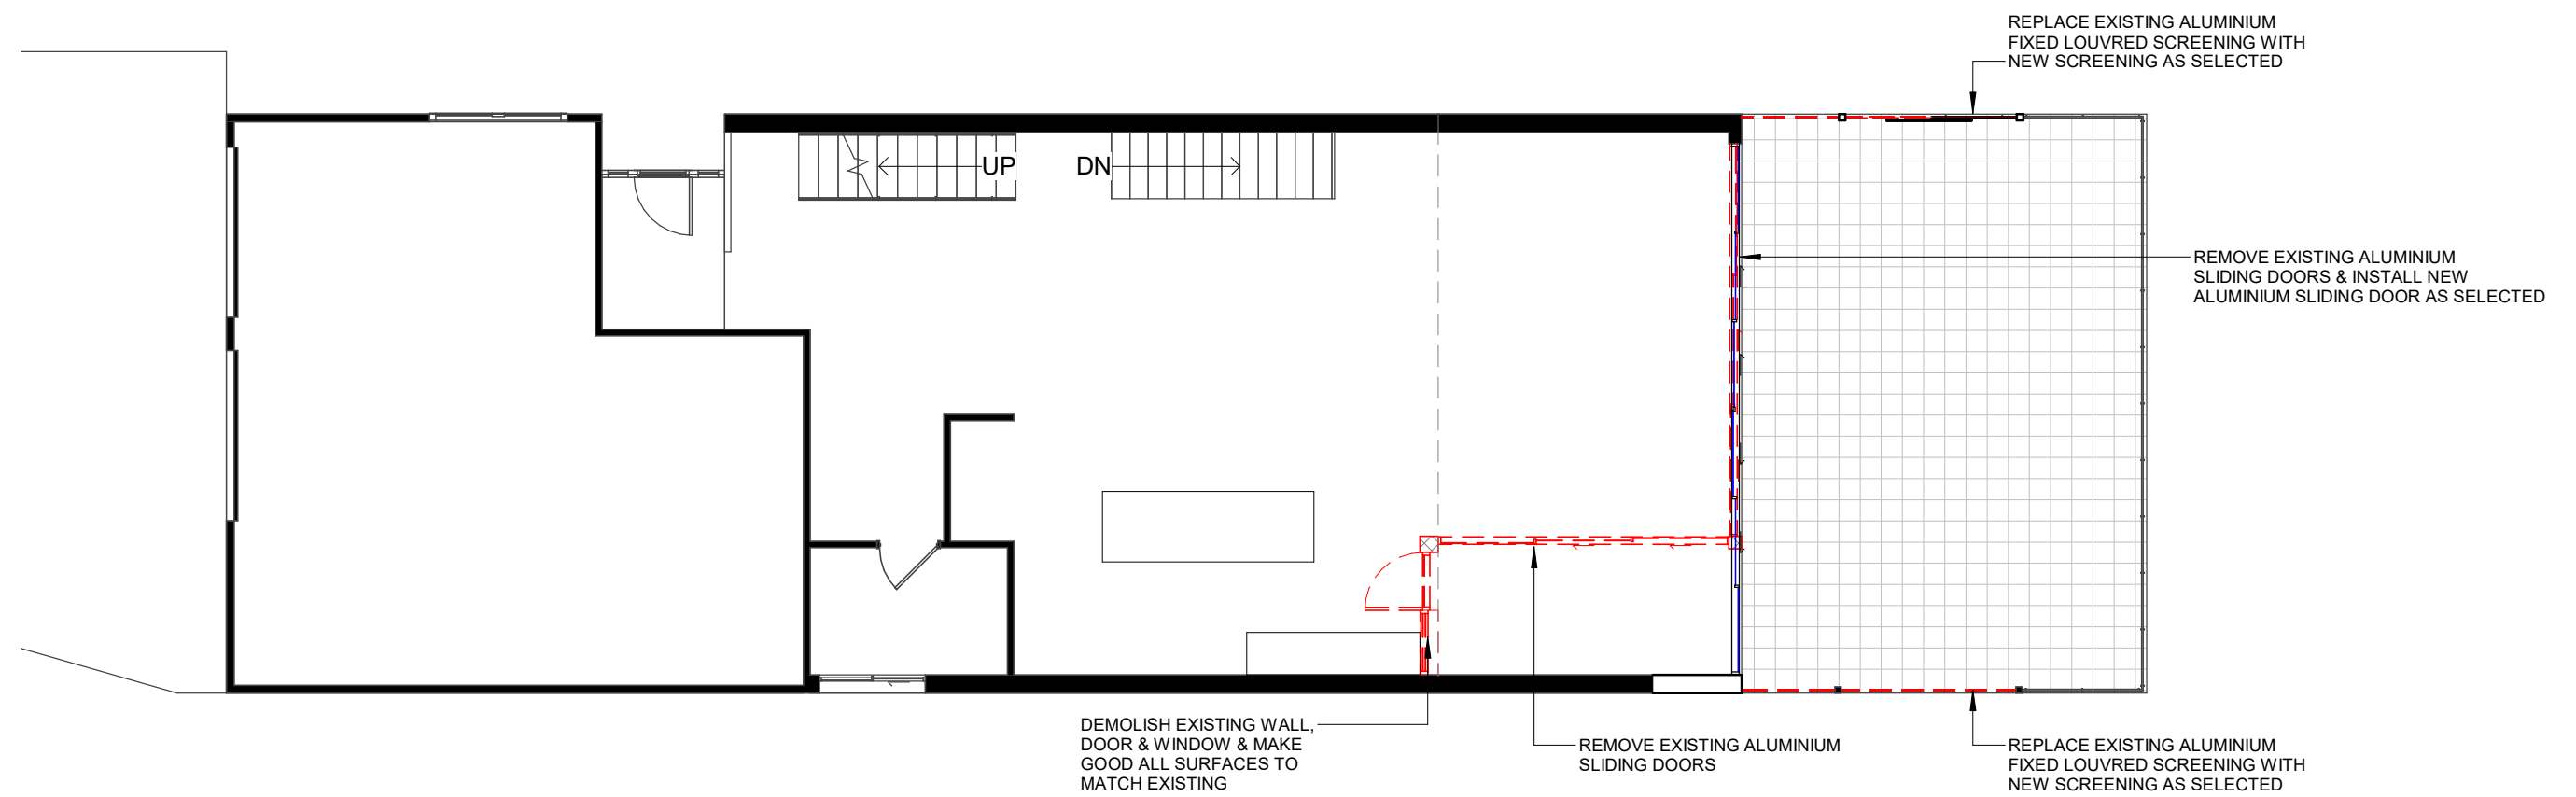 REPLACE EXISTING ALUMINIUM
FIXED LOUVRED SCREENING WITH
NEW SCREENING AS SELECTED
UP
DN
REMOVE EXISTING ALUMINIUM
SLIDING DOORS & INSTALL NEW
ALUMINIUM SLIDING DOOR AS SELECTED
DEMOLISH EXISTING WALL,
DOOR & WINDOW & MAKE
GOOD ALL SURFACES TO
MATCH EXISTING
REMOVE EXISTING ALUMINIUM
SLIDING DOORS
REPLACE EXISTING ALUMINIUM
FIXED LOUVRED SCREENING WITH
NEW SCREENING AS SELECTED